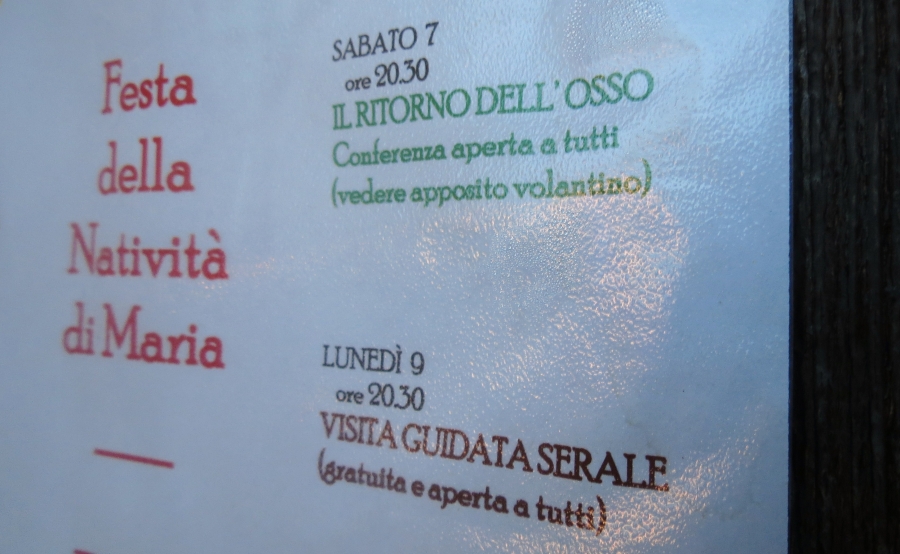 Festa
della
Natività
di Maria
SABATO 7
ore 20.30
IL RITORNO DELL'OSSO
Conferenza aperta a tutti
(vedere apposito volantino)
LUNEDÌ 9
ore 20.30
VISITA GUIDATA SERALE
(gratuita e aperta a tutti)